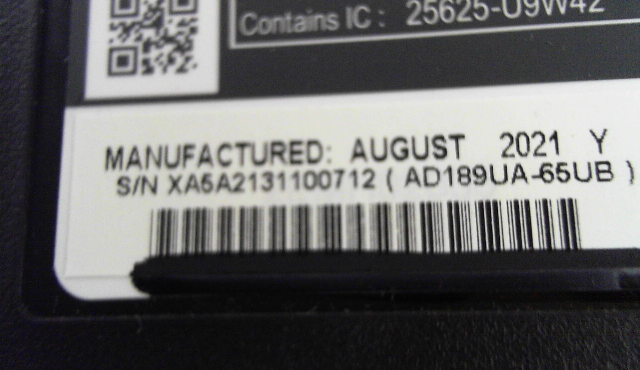 Contains IC : 25625-U9W42
MANUFACTURED: AUGUST 2021 Y
S/N XA5A2131100712 ( AD189UA-65UB )